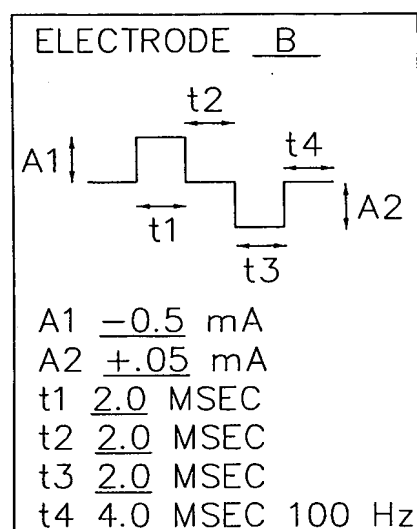 ELECTRODE B
t2
A1
t4
t1
A2
t3
A1 -0.5 mA
A2 +.05 mA
t1 2.0 MSEC
t2 2.0 MSEC
t3 2.0 MSEC
t4 4.0 MSEC 100 Hz